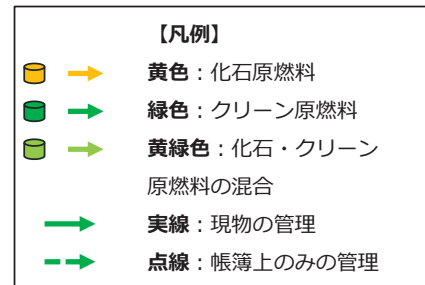 【凡例】
黄色：化石原燃料
緑色：クリーン原燃料
黄緑色：化石・クリーン
原燃料の混合
実線：現物の管理
点線：帳簿上のみの管理